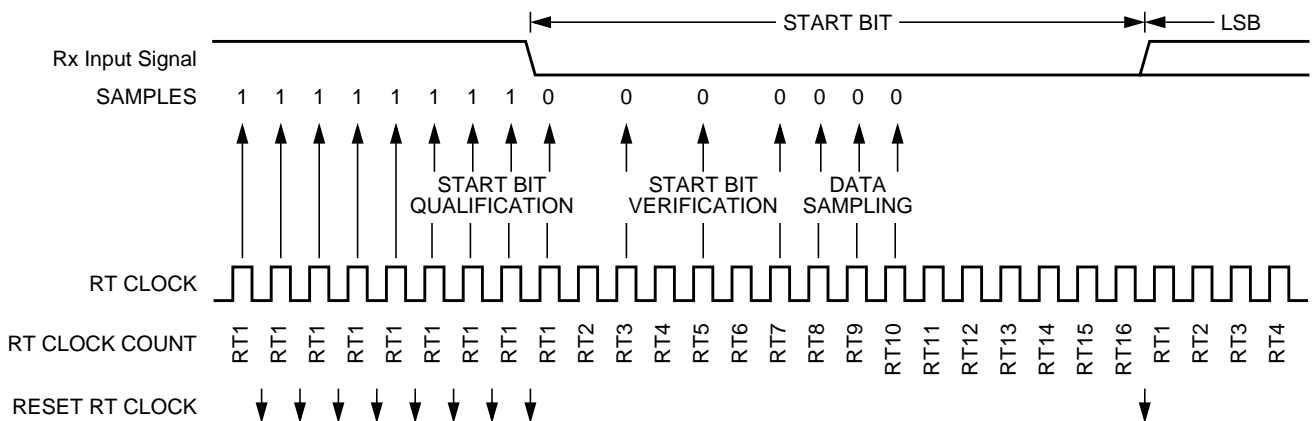 START BIT LSB
Rx Input Signal
SAMPLES 1 1 1 1 1 1 1 1 0 0 0 0 0 0 0
START BIT QUALIFICATION
START BIT VERIFICATION
DATA SAMPLING
RT CLOCK
RT CLOCK COUNT RT1 RT1 RT1 RT1 RT1 RT1 RT1 RT1 RT1 RT2 RT3 RT4 RT5 RT6 RT7 RT8 RT9 RT10 RT11 RT12 RT13 RT14 RT15 RT16 RT1 RT2 RT3 RT4
RESET RT CLOCK